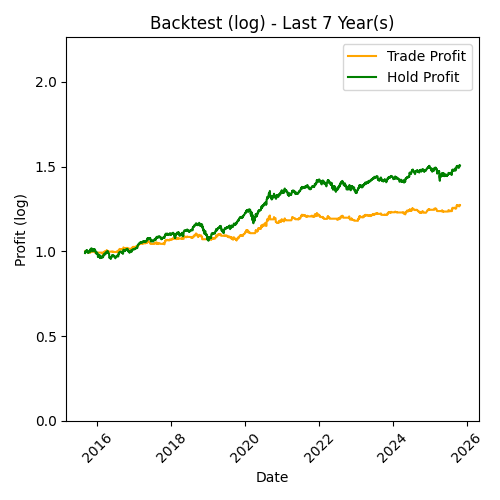 Backtest (log) - Last 7 Year(s)
Trade Profit
Hold Profit
Profit (log)
2.0
1.5
1.0
0.5
0.0
2016
2018
2020
2022
2024
2026
Date